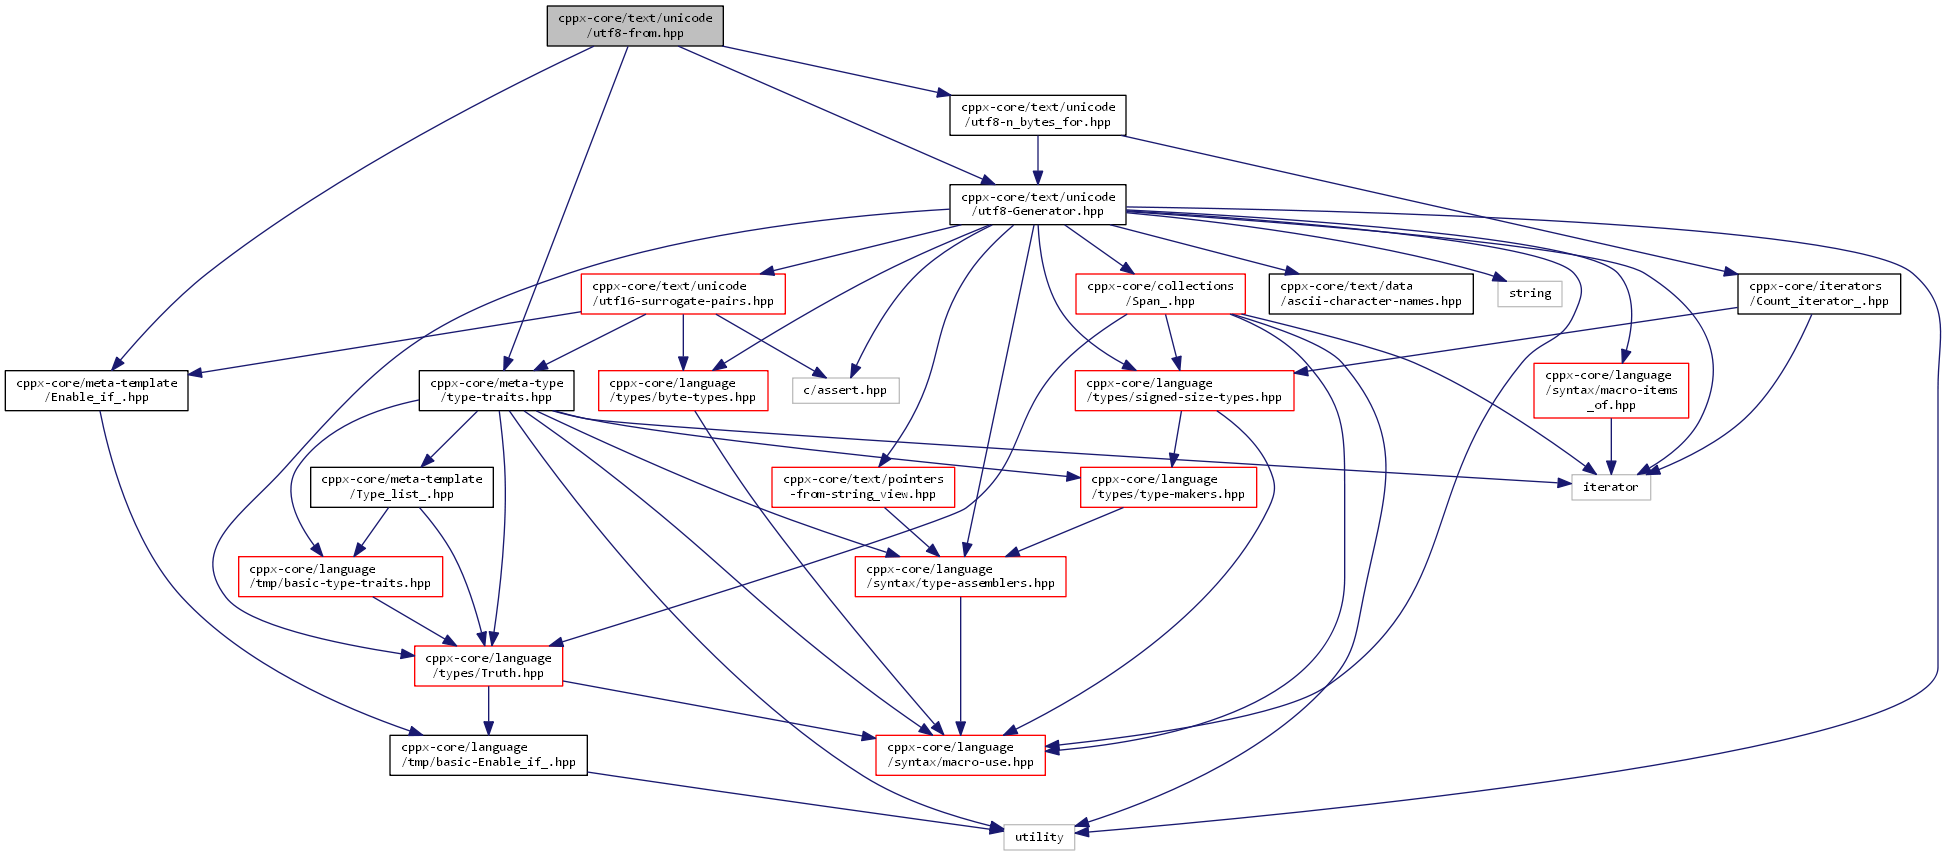 cppx-core/text/unicode
/utf8-from.hpp
cppx-core/text/unicode
/utf8-n_bytes_for.hpp
cppx-core/text/unicode
/utf8-Generator.hpp
cppx-core/text/unicode
/utf16-surrogate-pairs.hpp
cppx-core/collections
/Span_.hpp
cppx-core/text/data
/ascii-character-names.hpp
string
cppx-core/iterators
/Count_iterator_.hpp
cppx-core/meta-template
/Enable_if_.hpp
cppx-core/meta-type
/type-traits.hpp
cppx-core/language
/types/byte-types.hpp
c/assert.hpp
cppx-core/language
/types/signed-size-types.hpp
cppx-core/language
/syntax/macro-items
_of.hpp
cppx-core/meta-template
/Type_list_.hpp
cppx-core/text/pointers
-from-string_view.hpp
cppx-core/language
/types/type-makers.hpp
iterator
cppx-core/language
/tmp/basic-type-traits.hpp
cppx-core/language
/syntax/type-assemblers.hpp
cppx-core/language
/types/Truth.hpp
cppx-core/language
/tmp/basic-Enable_if_.hpp
cppx-core/language
/syntax/macro-use.hpp
utility